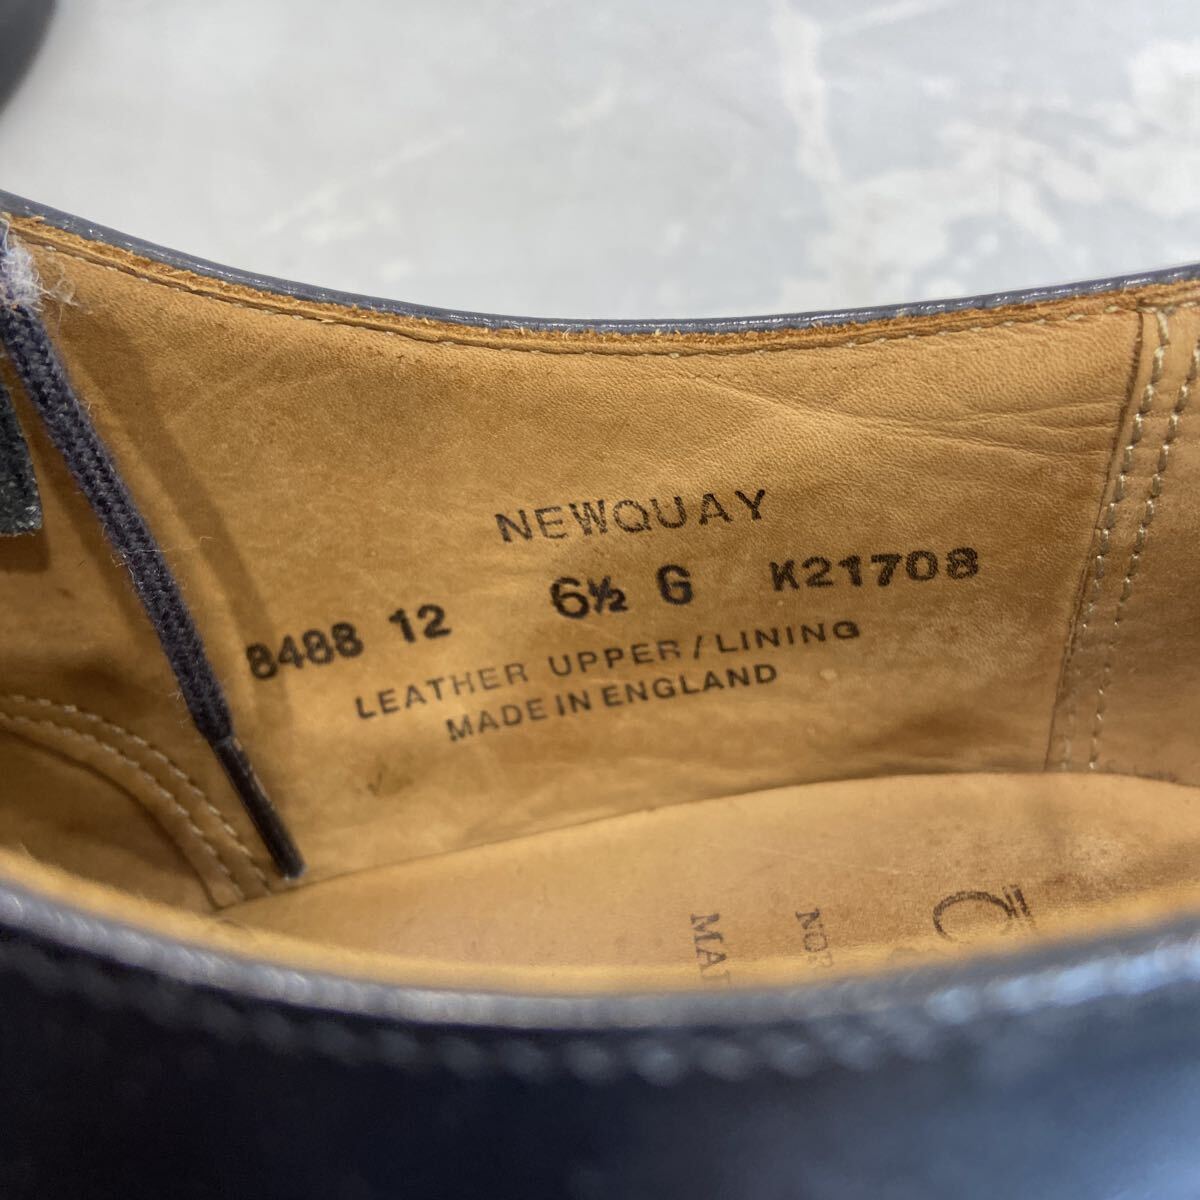 NEWQUAY
8488 12 6½ G K21708
LEATHER UPPER/LINING
MADE IN ENGLAND